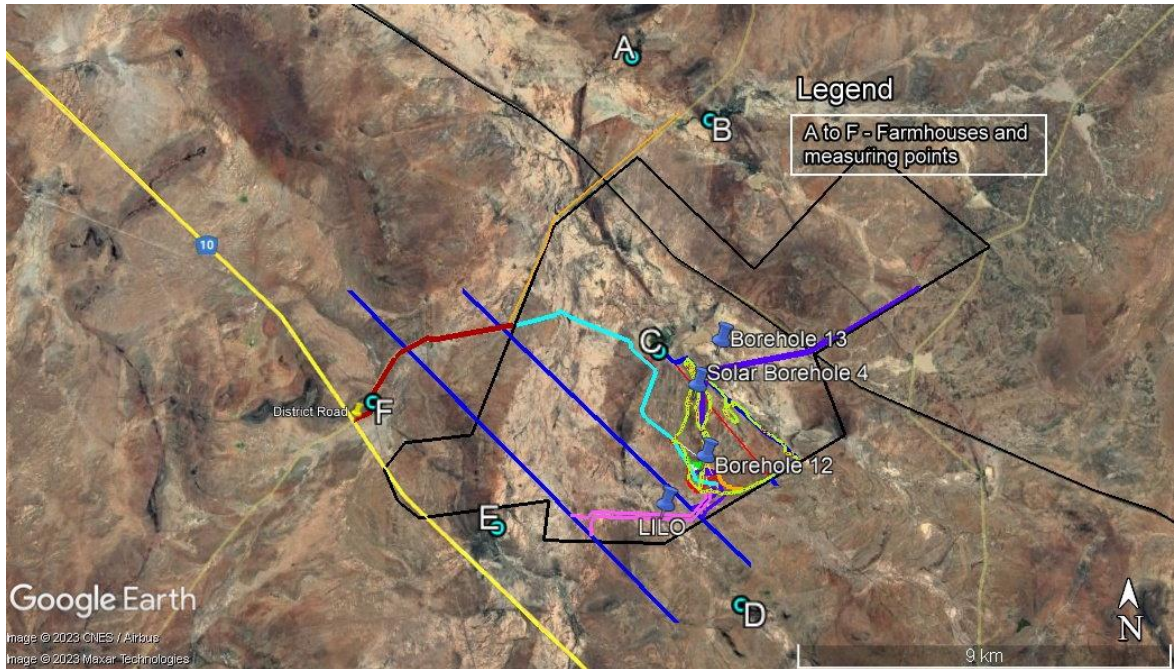 A
Legend
B
A to F - Farmhouses and
measuring points
10
C
Borehole 13
Solar Borehole 4
District Road
F
Borehole 12
LILO
E
Google Earth
D
N
Image © 2023 CNES / Airbus
Image © 2023 Maxar Technologies
9 km